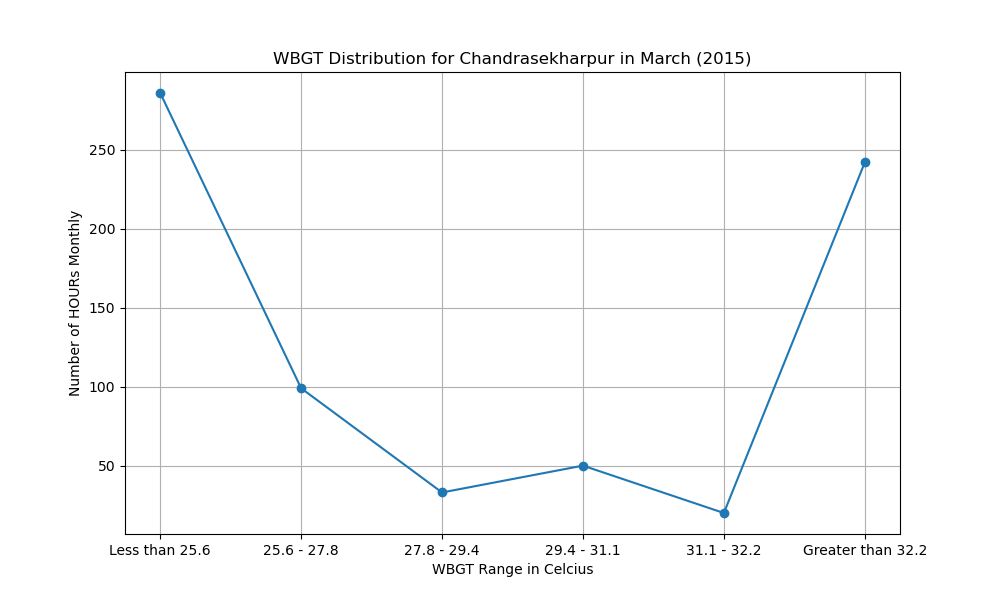 WBGT Distribution for Chandrasekharpur in March (2015)
Number of HOURs Monthly
250
200
150
100
50
Less than 25.6
25.6 - 27.8
27.8 - 29.4
29.4 - 31.1
31.1 - 32.2
Greater than 32.2
WBGT Range in Celcius